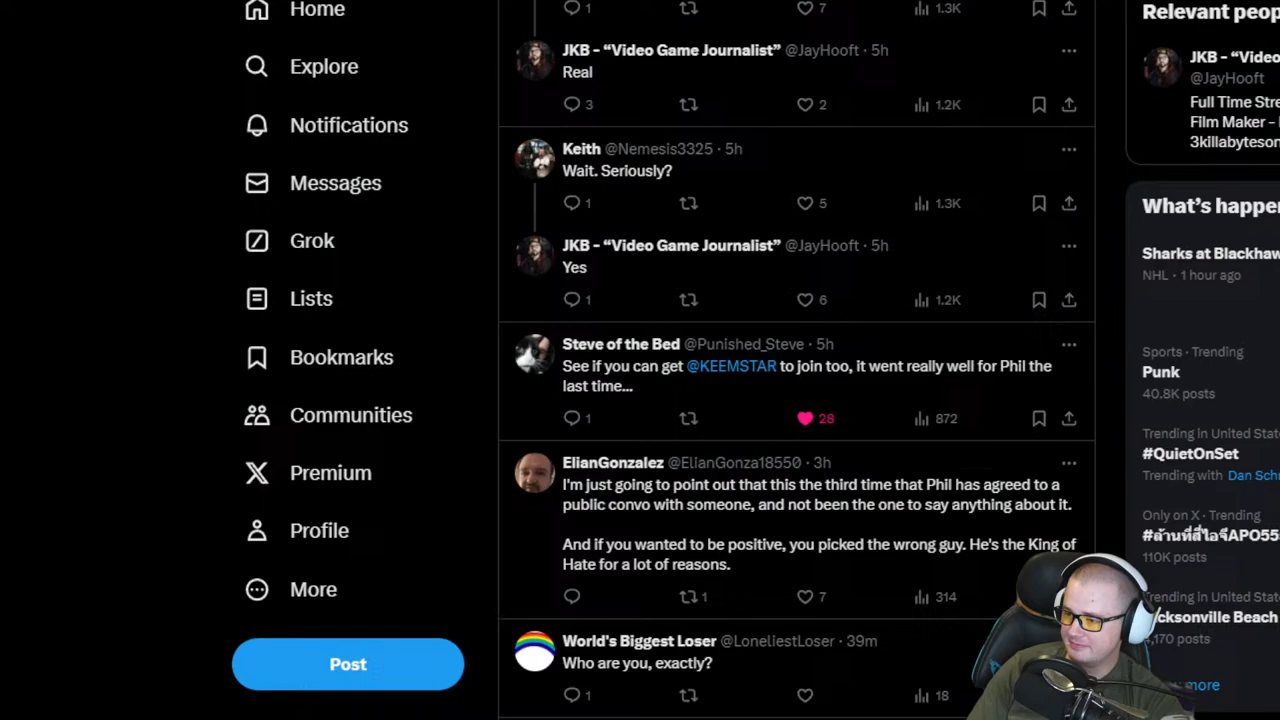 Home
Explore
Notifications
Messages
Grok
Lists
Bookmarks
Communities
Premium
Profile
More
Post
1
7
1.3K
JKB - “Video Game Journalist” @JayHooft · 5h
Real
3
2
1.2K
Keith @Nemesis3325 · 5h
Wait. Seriously?
1
5
1.3K
JKB - “Video Game Journalist” @JayHooft · 5h
Yes
1
6
1.2K
Steve of the Bed @Punished_Steve · 5h
See if you can get @KEEMSTAR to join too, it went really well for Phil the
last time...
1
28
872
ElianGonzalez @ElianGonza18550 · 3h
I'm just going to point out that this the third time that Phil has agreed to a
public convo with someone, and not been the one to say anything about it.
And if you wanted to be positive, you picked the wrong guy. He's the King of
Hate for a lot of reasons.
1
7
314
World's Biggest Loser @LoneliestLoser · 39m
Who are you, exactly?
1
18
Relevant peop
JKB - “Video
@JayHooft
Full Time Stre
Film Maker -
3killabyteson
What’s happen
Sharks at Blackhaw
NHL · 1 hour ago
Sports · Trending
Punk
40.8K posts
Trending in United State
#QuietOnSet
Trending with Dan Schn
Only on X · Trending
110K posts
Trending in United
cksonville Beach
4,170 posts
more